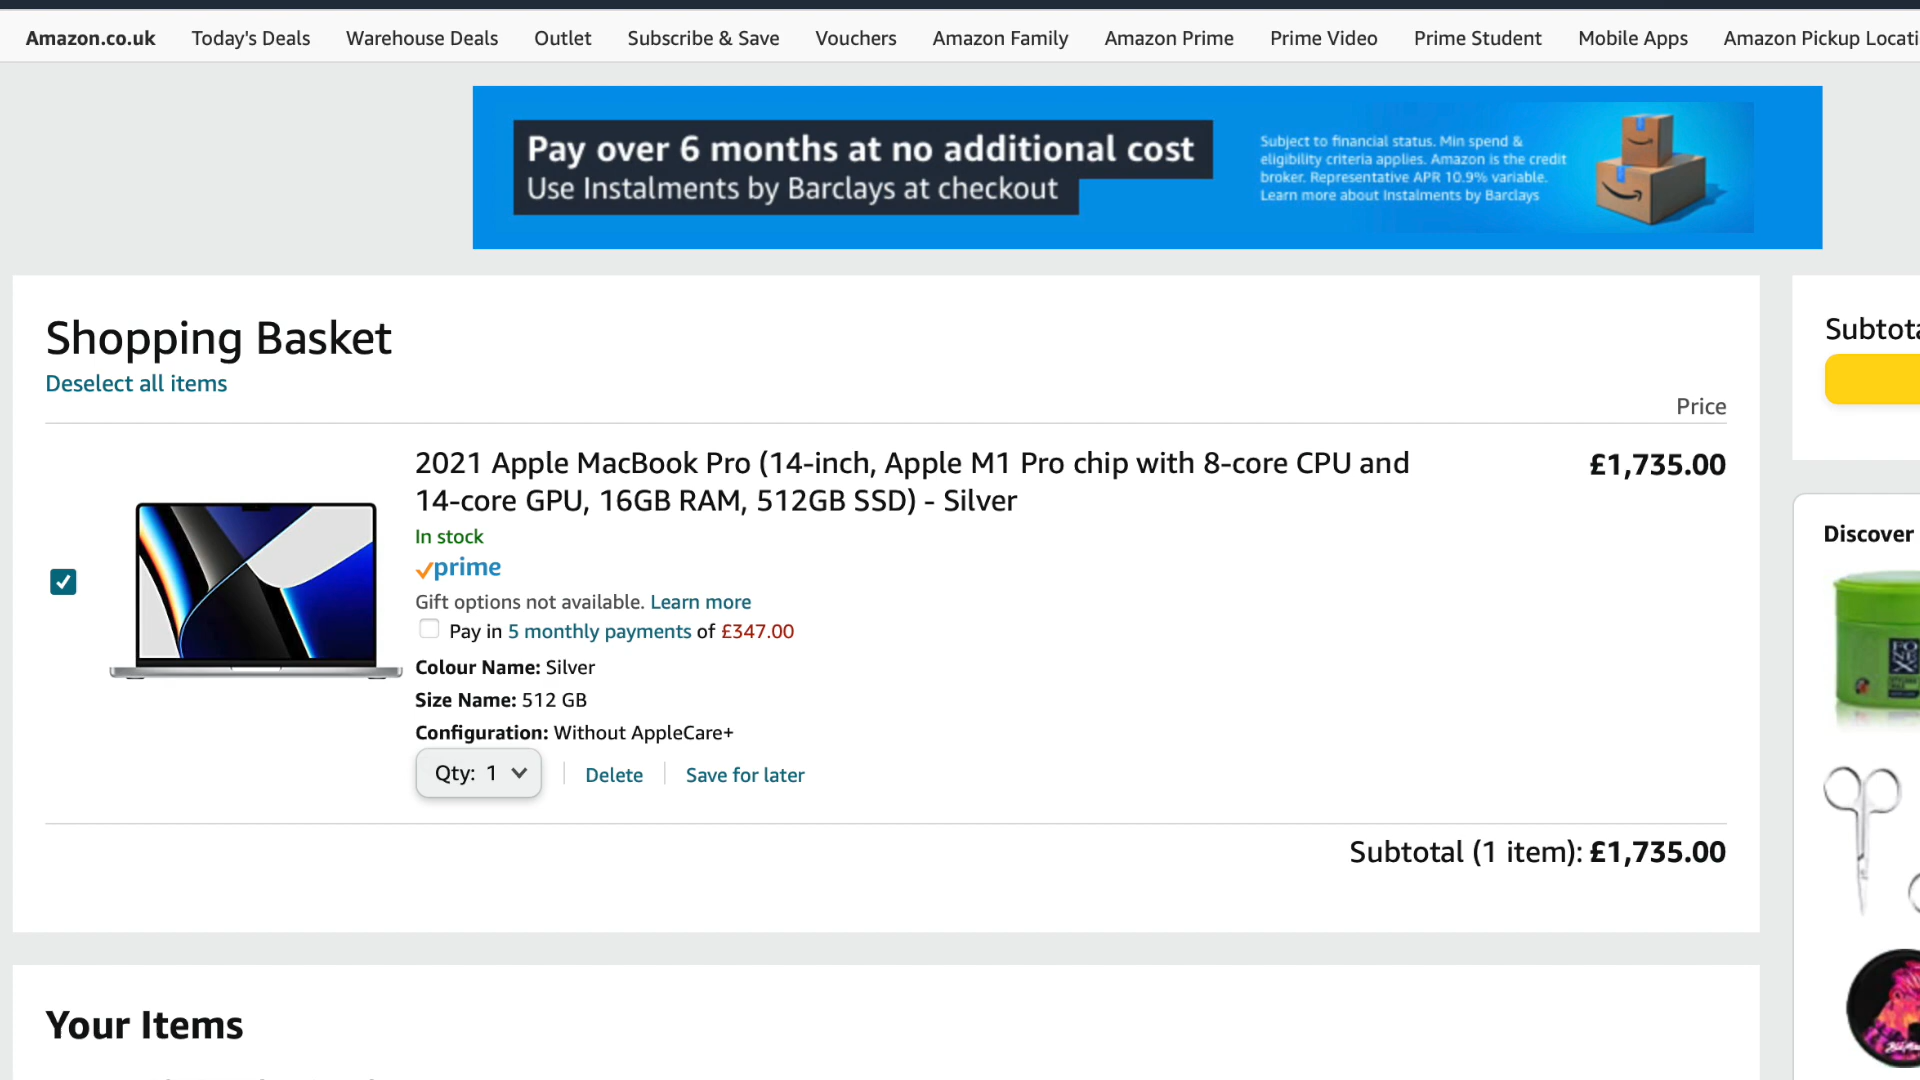 Amazon.co.uk Today's Deals Warehouse Deals Outlet Subscribe & Save Vouchers Amazon Family Amazon Prime Prime Video Prime Student Mobile Apps Amazon Pickup Locati
Pay over 6 months at no additional cost
Use Instalments by Barclays at checkout
Subject to financial status. Min spend &
eligibility criteria applies. Amazon is the credit
broker. Representative APR 10.9% variable.
Learn more about Instalments by Barclays
Shopping Basket
Deselect all items
Price
2021 Apple MacBook Pro (14-inch, Apple M1 Pro chip with 8-core CPU and
14-core GPU, 16GB RAM, 512GB SSD) - Silver
£1,735.00
In stock
prime
Gift options not available. Learn more
Pay in 5 monthly payments of £347.00
Colour Name: Silver
Size Name: 512 GB
Configuration: Without AppleCare+
Qty: 1
Delete
Save for later
Subtotal (1 item): £1,735.00
Your Items
Subtota
Discover